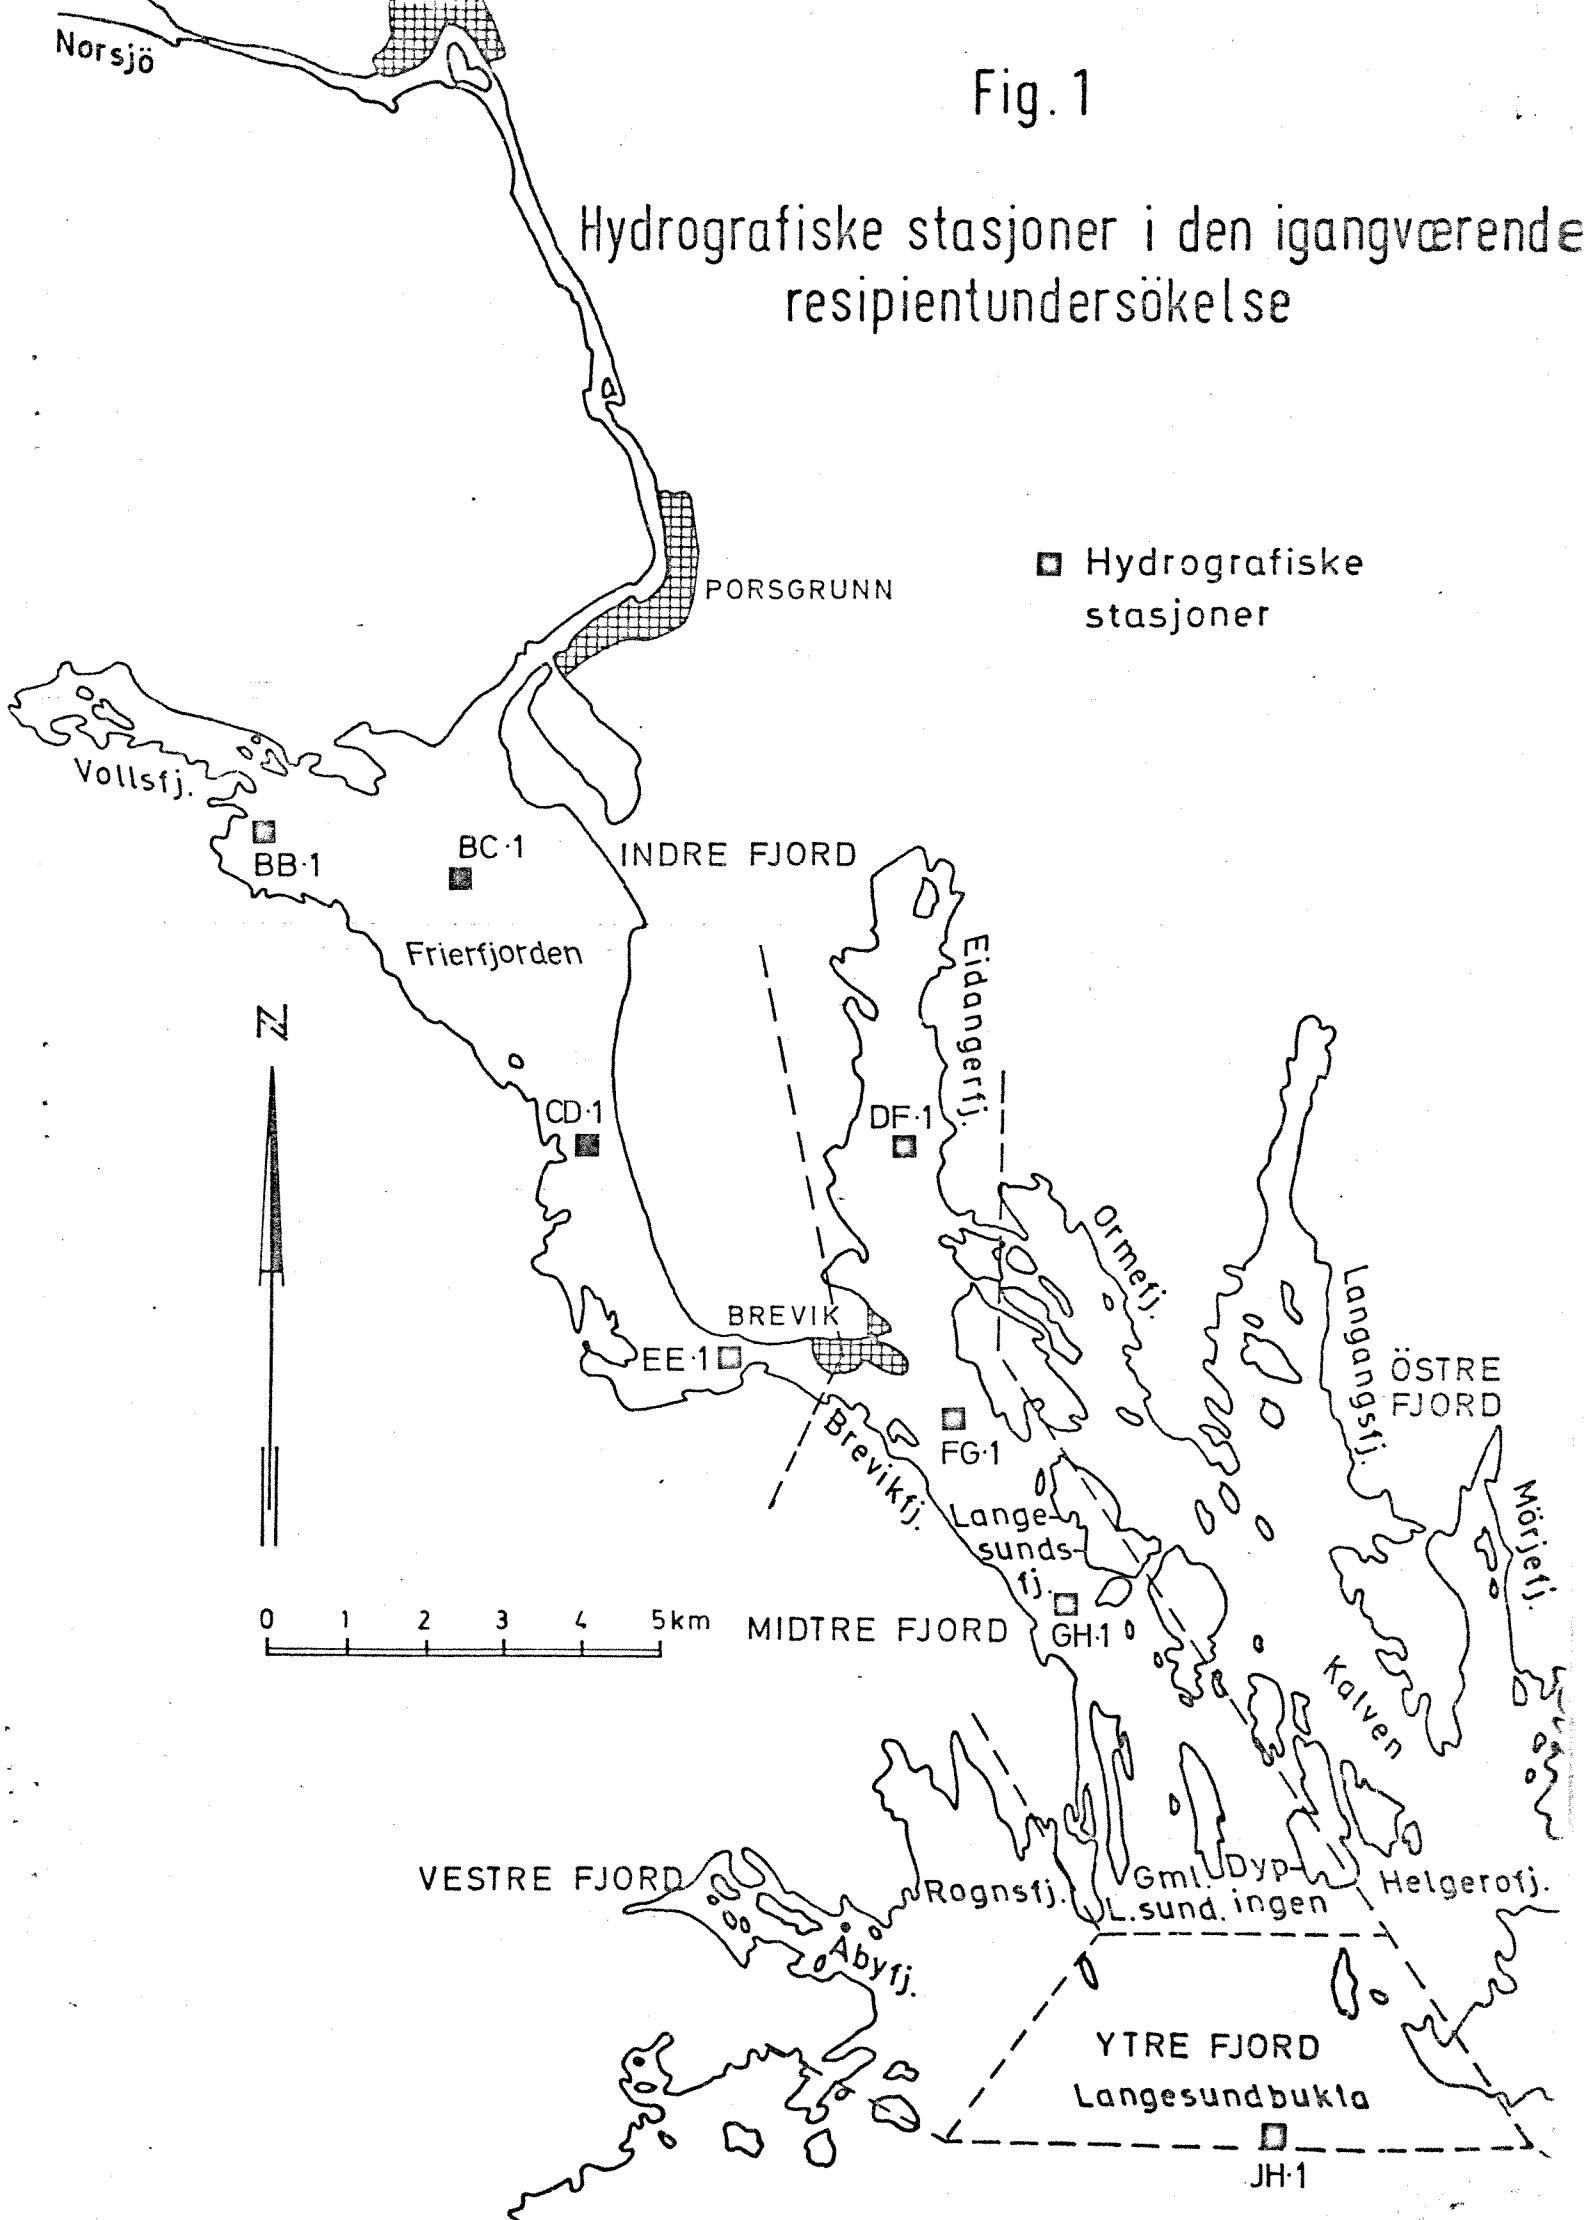 Norsjö
Fig. 1
Hydrografiske stasjoner i den igangværende
resipientundersökelse
PORSGRUNN
Hydrografiske
stasjoner
Vollsfj.
BB·1
BC·1
INDRE FJORD
Frierfjorden
Eidangerfj.
N
CD·1
DF·1
Ormefj.
Langangsfj.
BREVIK
EE·1
ÖSTRE
FJORD
Brevikfj.
FG·1
Mörjefj.
Lange-
sunds-
fj.
0 1 2 3 4 5km
MIDTRE FJORD
GH·1
Kalven
VESTRE FJORD
Rognsfj.
Gml.
L.sund.
Dyp-
ingen
Helgerofj.
Åbyfj.
YTRE FJORD
Langesundbukta
JH·1